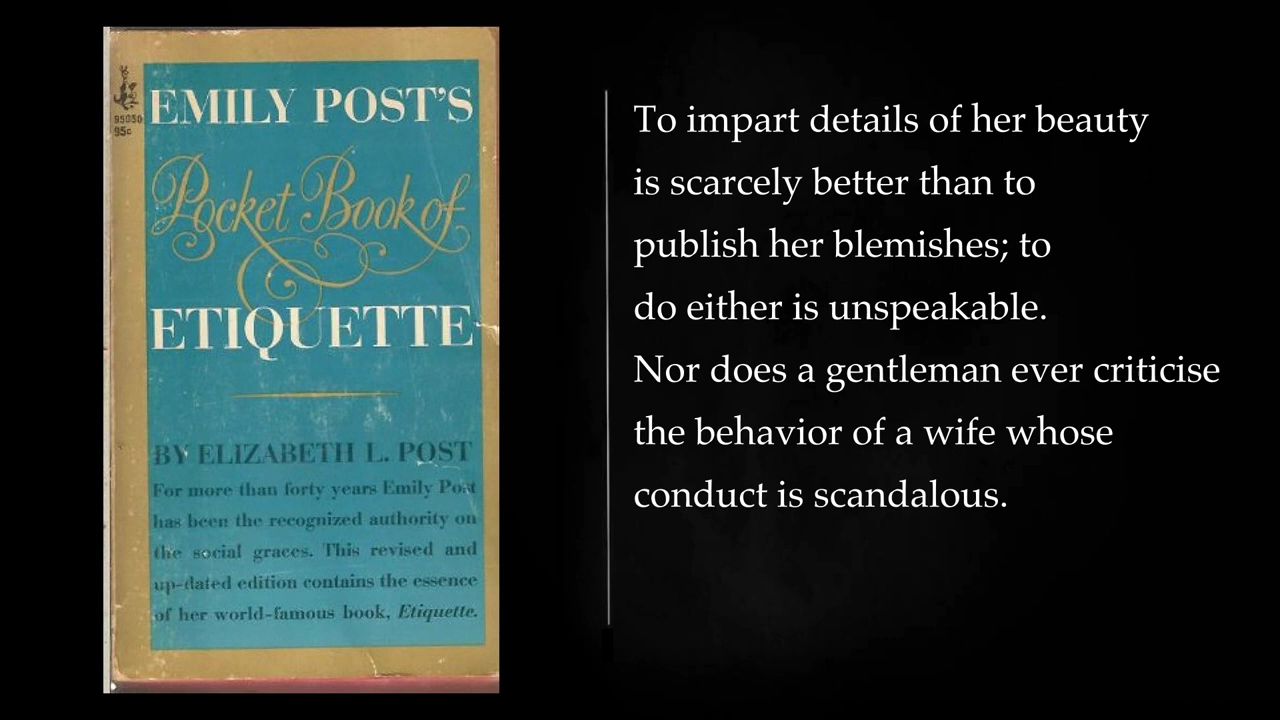 95050
95c
EMILY POST'S
Pocket Book of
ETIQUETTE
BY ELIZABETH L. POST
For more than forty years Emily Post
has been the recognized authority on
the social graces. This revised and
up-dated edition contains the essence
of her world-famous book, Etiquette.
To impart details of her beauty
is scarcely better than to
publish her blemishes; to
do either is unspeakable.
Nor does a gentleman ever criticise
the behavior of a wife whose
conduct is scandalous.